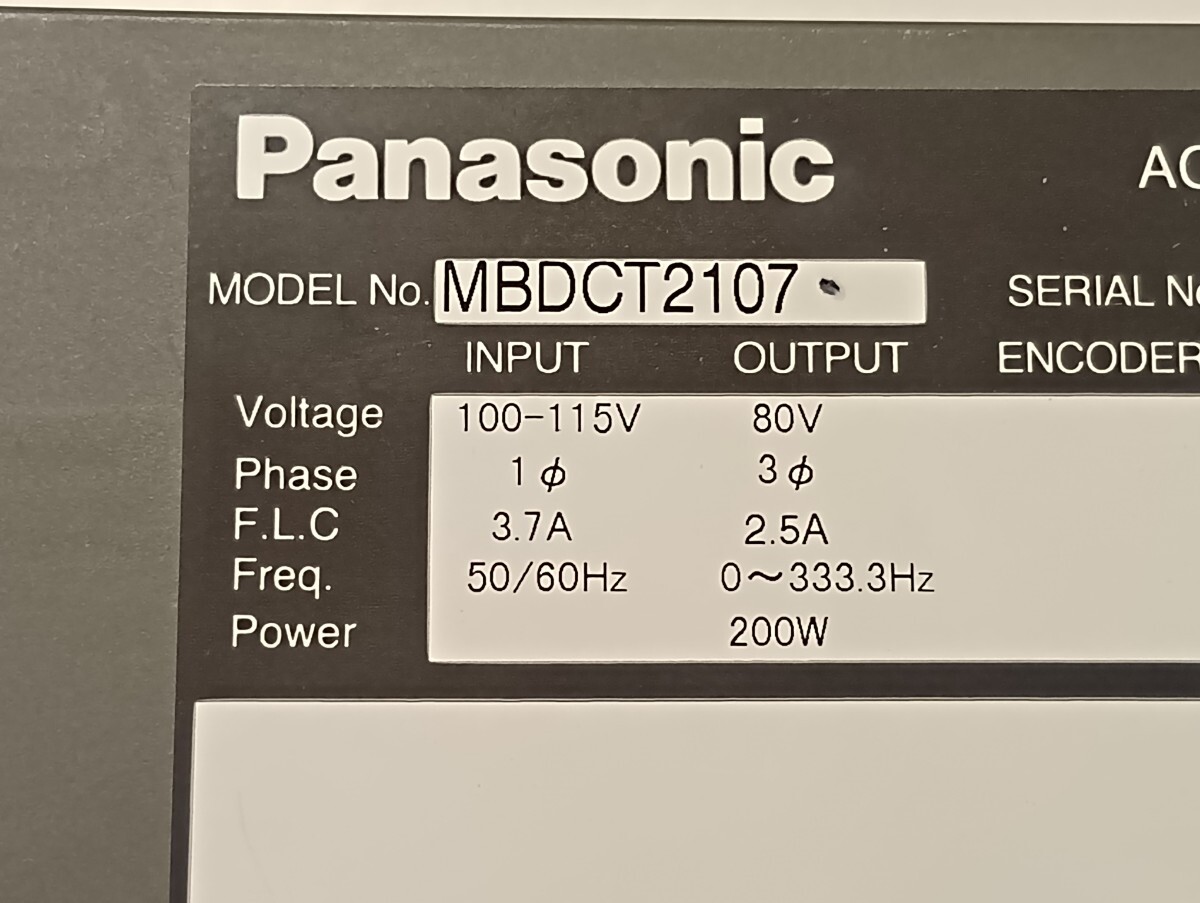 Panasonic AC
MODEL No. MBDCT2107 SERIAL No
INPUT OUTPUT ENCODER
Voltage 100-115V 80V
Phase 1ϕ 3ϕ
F.L.C 3.7A 2.5A
Freq. 50/60Hz 0～333.3Hz
Power 200W